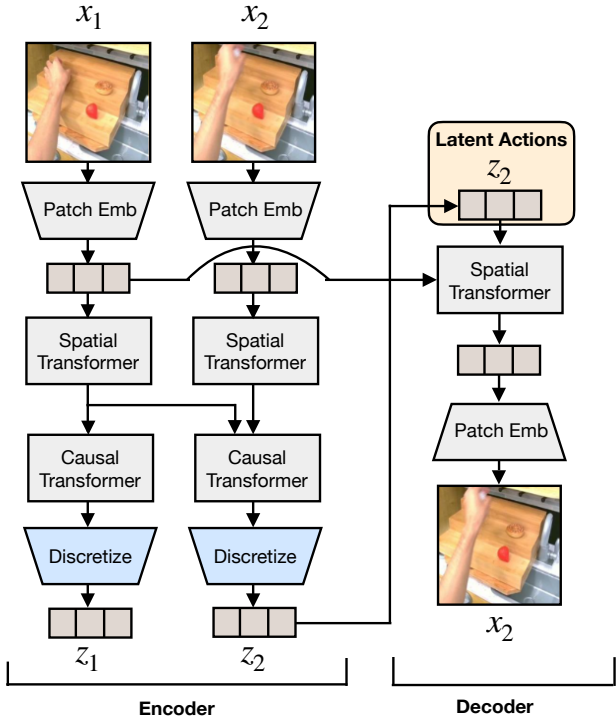 x₁
x₂
Patch Emb
Patch Emb
Spatial
Transformer
Spatial
Transformer
Causal
Transformer
Causal
Transformer
Discretize
Discretize
z₁
z₂
Encoder
Latent Actions
z₂
Spatial
Transformer
Patch Emb
x₂
Decoder